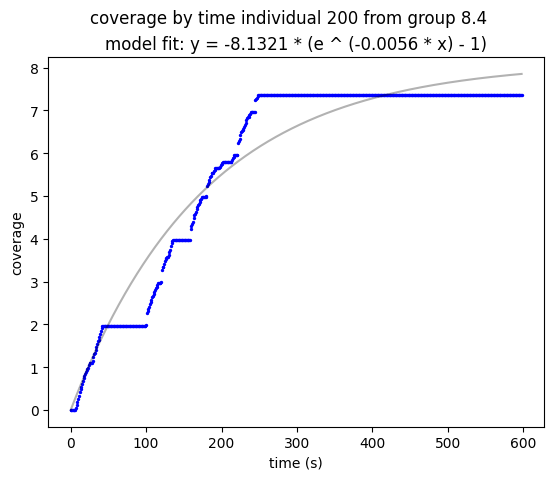 coverage by time individual 200 from group 8.4
model fit: y = -8.1321 * (e ^ (-0.0056 * x) - 1)
8
7
6
5
4
3
2
1
0
coverage
0 100 200 300 400 500 600
time (s)